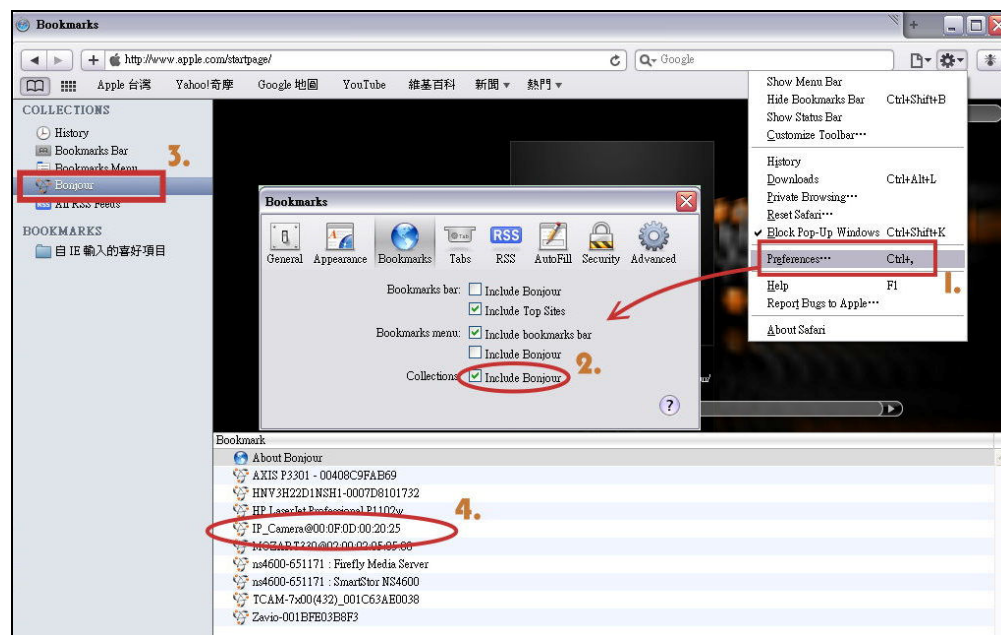 Bookmarks
http://www.apple.com/startpage/
Google
Apple 台灣 Yahoo!奇摩 Google 地圖 YouTube 維基百科 新聞 熱門
COLLECTIONS
History
Bookmarks Bar
Bookmarks Menu
3.
Bonjour
All RSS Feeds
BOOKMARKS
自 IE 輸入的喜好項目
Show Menu Bar
Hide Bookmarks Bar Ctrl+Shift+B
Show Status Bar
Customize Toolbar...
History
Downloads Ctrl+Alt+L
Private Browsing...
Reset Safari...
Block Pop-Up Windows Ctrl+Shift+K
Preferences... Ctrl+,
1.
Help F1
Report Bugs to Apple...
About Safari
Bookmarks
RSS
General Appearance Bookmarks Tabs RSS AutoFill Security Advanced
Bookmarks bar: Include Bonjour
Include Top Sites
Bookmarks menu: Include bookmarks bar
Include Bonjour
2.
Collections: Include Bonjour
?
Bookmark
About Bonjour
AXIS P3301 - 00408C9FAB69
HNV3H22D1NSH1-0007D8101732
HP LaserJet Professional P1102w
4.
IP_Camera@00:0F:0D:00:20:25
ns4600-651171 : Firefly Media Server
ns4600-651171 : SmartStor NS4600
TCAM-7x00(432)_001C63AE0038
Zavio-001BFE03B8F3